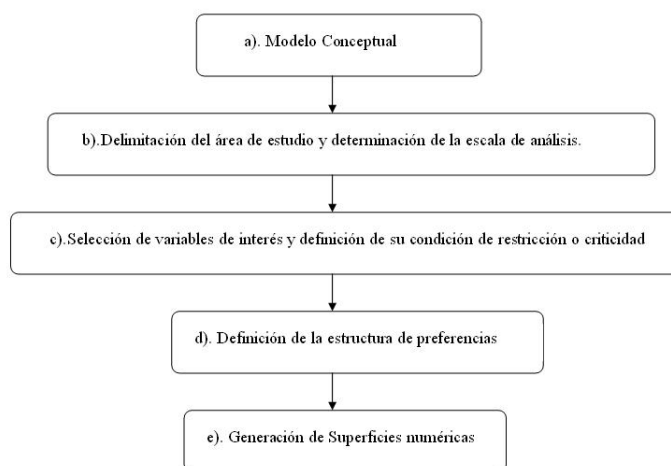 a). Modelo Conceptual
b).Delimitación del área de estudio y determinación de la escala de análisis.
c).Selección de variables de interés y definición de su condición de restricción o criticidad
d). Definición de la estructura de preferencias
e). Generación de Superficies numéricas